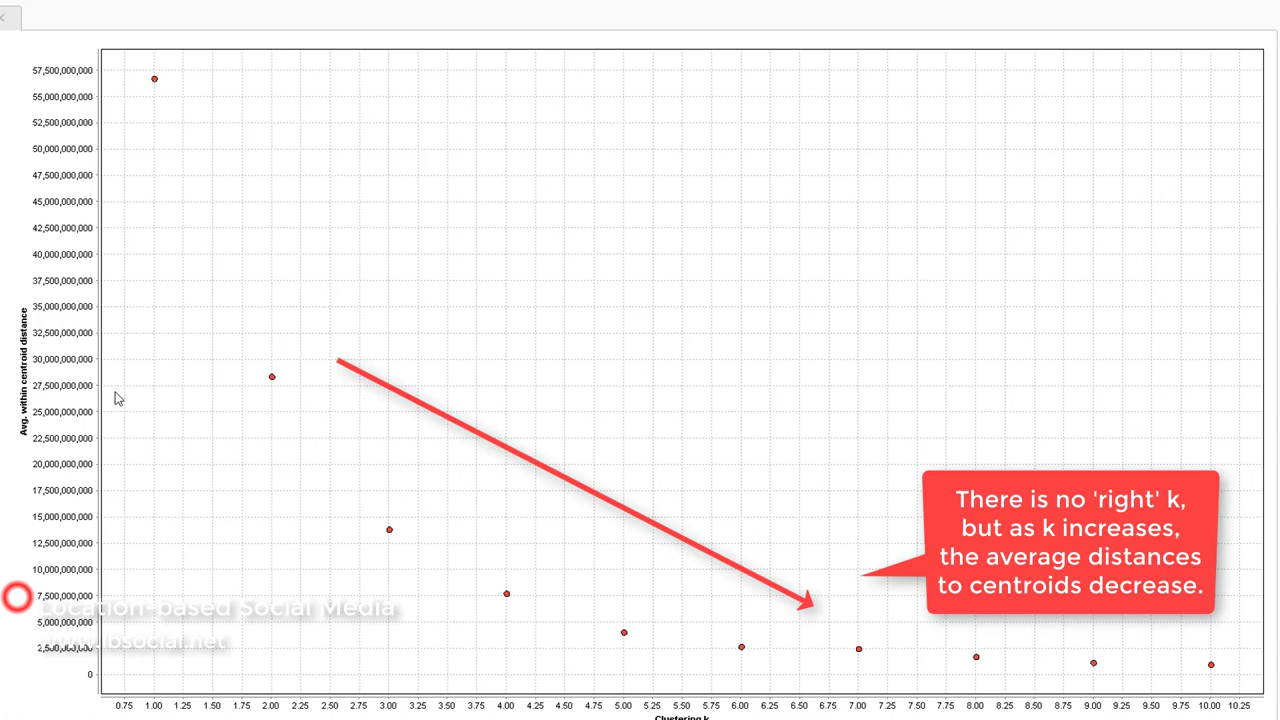 57,500,000,000
55,000,000,000
52,500,000,000
50,000,000,000
47,500,000,000
45,000,000,000
42,500,000,000
40,000,000,000
37,500,000,000
35,000,000,000
32,500,000,000
30,000,000,000
27,500,000,000
25,000,000,000
22,500,000,000
20,000,000,000
17,500,000,000
15,000,000,000
12,500,000,000
10,000,000,000
7,500,000,000
5,000,000,000
2,500,000,000
0
Avg. within centroid distance
There is no 'right' k,
but as k increases,
the average distances
to centroids decrease.
Location-based Social Media
www.lbsocial.net
0.75 1.00 1.25 1.50 1.75 2.00 2.25 2.50 2.75 3.00 3.25 3.50 3.75 4.00 4.25 4.50 4.75 5.00 5.25 5.50 5.75 6.00 6.25 6.50 6.75 7.00 7.25 7.50 7.75 8.00 8.25 8.50 8.75 9.00 9.25 9.50 9.75 10.00 10.25
Clustering k